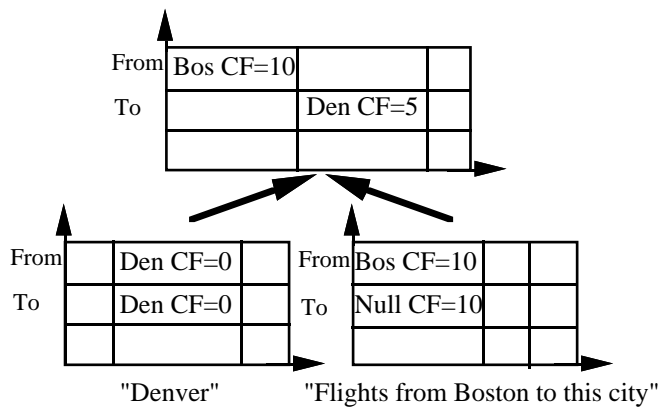 From Bos CF=10
To Den CF=5
From Den CF=0
To Den CF=0
From Bos CF=10
To Null CF=10
"Denver"
"Flights from Boston to this city"